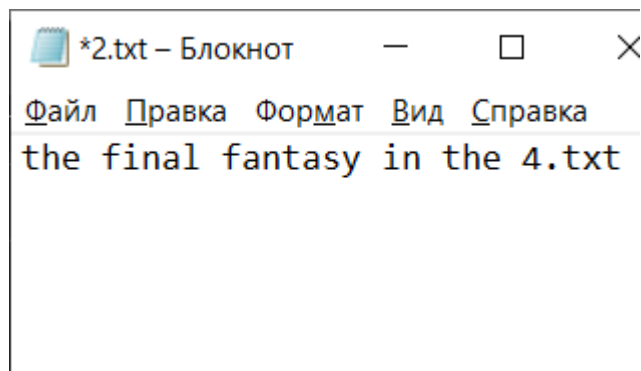 *2.txt – Блокнот
Файл Правка Формат Вид Справка
the final fantasy in the 4.txt